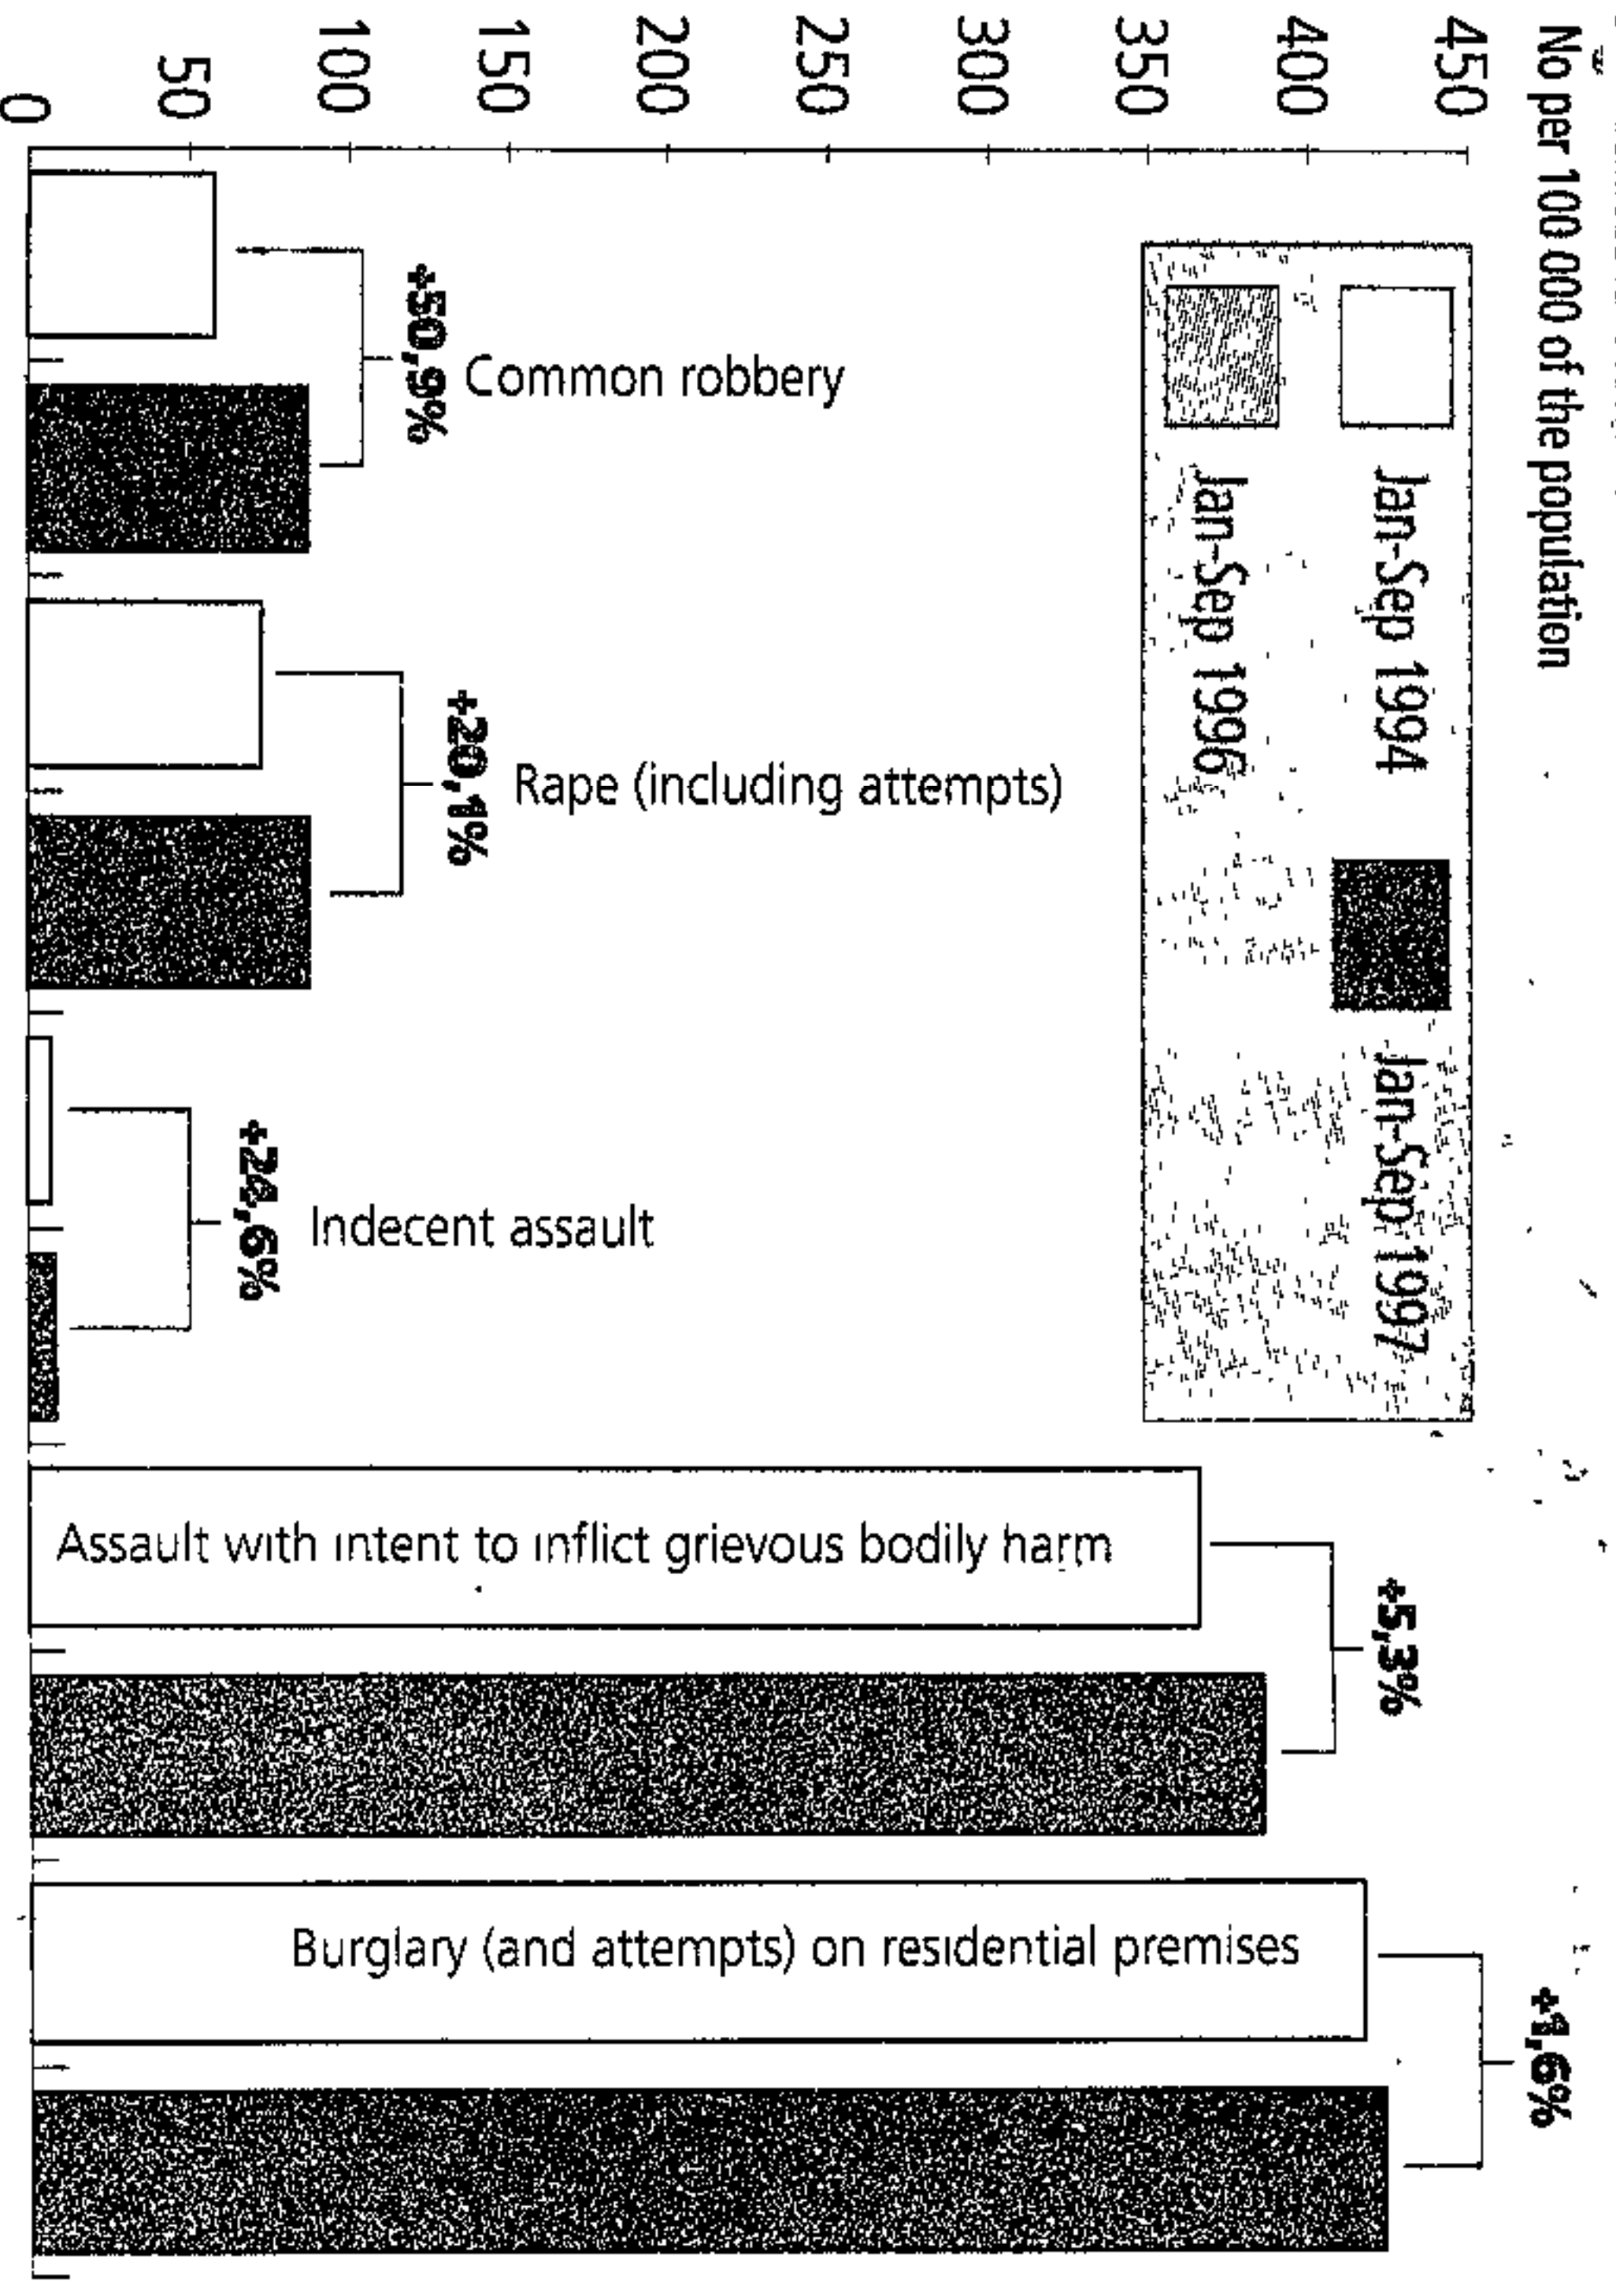 No per 100 000 of the population
450
400
350
300
250
200
150
100
50
0
Jan-Sep 1994
Jan-Sep 1996
Jan-Sep 1997
+50,9%
Common robbery
+20,1%
Rape (including attempts)
+24,6%
Indecent assault
+5,3%
Assault with intent to inflict grievous bodily harm
+1,6%
Burglary (and attempts) on residential premises